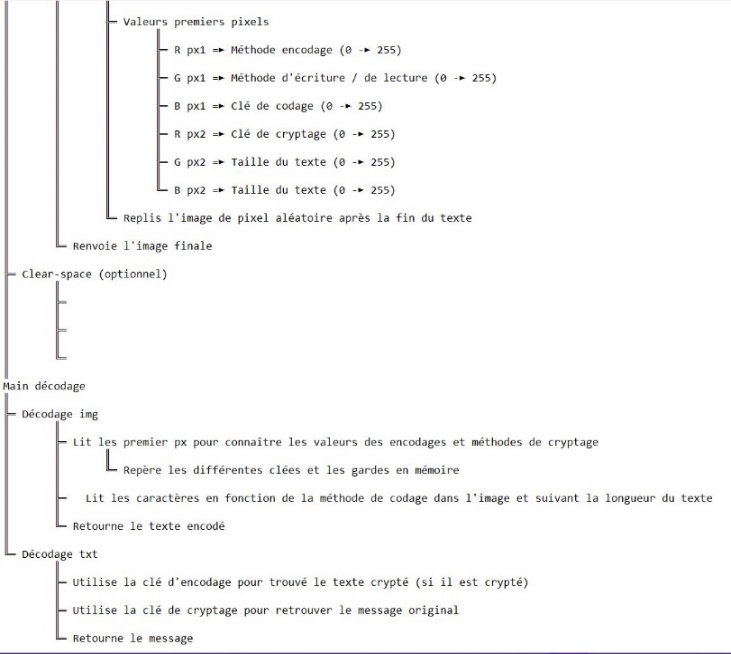 Valeurs premiers pixels
R px1 => Méthode encodage (0 -> 255)
G px1 => Méthode d'écriture / de lecture (0 -> 255)
B px1 => Clé de codage (0 -> 255)
R px2 => Clé de cryptage (0 -> 255)
G px2 => Taille du texte (0 -> 255)
B px2 => Taille du texte (0 -> 255)
Replis l'image de pixel aléatoire après la fin du texte
Renvoie l'image finale
Clear-space (optionnel)
Main décodage
Décodage img
Lit les premier px pour connaitre les valeurs des encodages et méthodes de cryptage
Repère les différentes clées et les gardes en mémoire
Lit les caractères en fonction de la méthode de codage dans l'image et suivant la longueur du texte
Retourne le texte encodé
Décodage txt
Utilise la clé d'encodage pour trouvé le texte crypté (si il est crypté)
Utilise la clé de cryptage pour retrouver le message original
Retourne le message